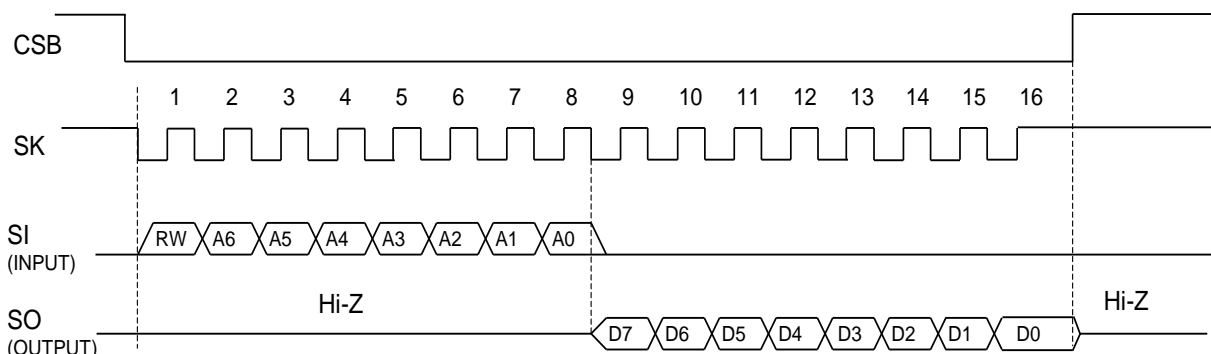 CSB
1 2 3 4 5 6 7 8 9 10 11 12 13 14 15 16
SK
SI
(INPUT)
RW A6 A5 A4 A3 A2 A1 A0
Hi-Z
Hi-Z
SO
(OUTPUT)
D7 D6 D5 D4 D3 D2 D1 D0